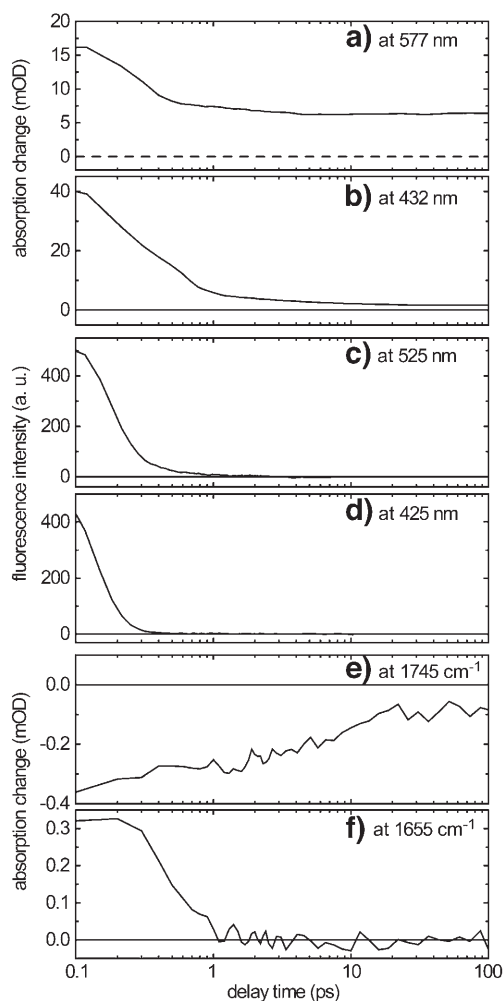 a) at 577 nm
absorption change (mOD)
20
15
10
5
0
b) at 432 nm
40
20
0
c) at 525 nm
fluorescence intensity (a. u.)
400
200
0
d) at 425 nm
400
200
0
e) at 1745 cm⁻¹
absorption change (mOD)
0.0
-0.2
-0.4
f) at 1655 cm⁻¹
0.3
0.2
0.1
0.0
0.1 1 10 100
delay time (ps)